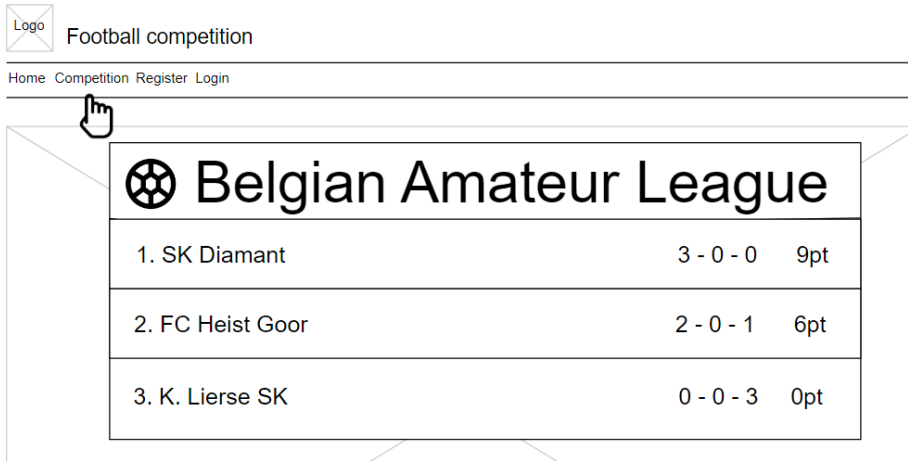 Logo
Football competition
Home Competition Register Login
Belgian Amateur League
1. SK Diamant 3 - 0 - 0 9pt
2. FC Heist Goor 2 - 0 - 1 6pt
3. K. Lierse SK 0 - 0 - 3 0pt